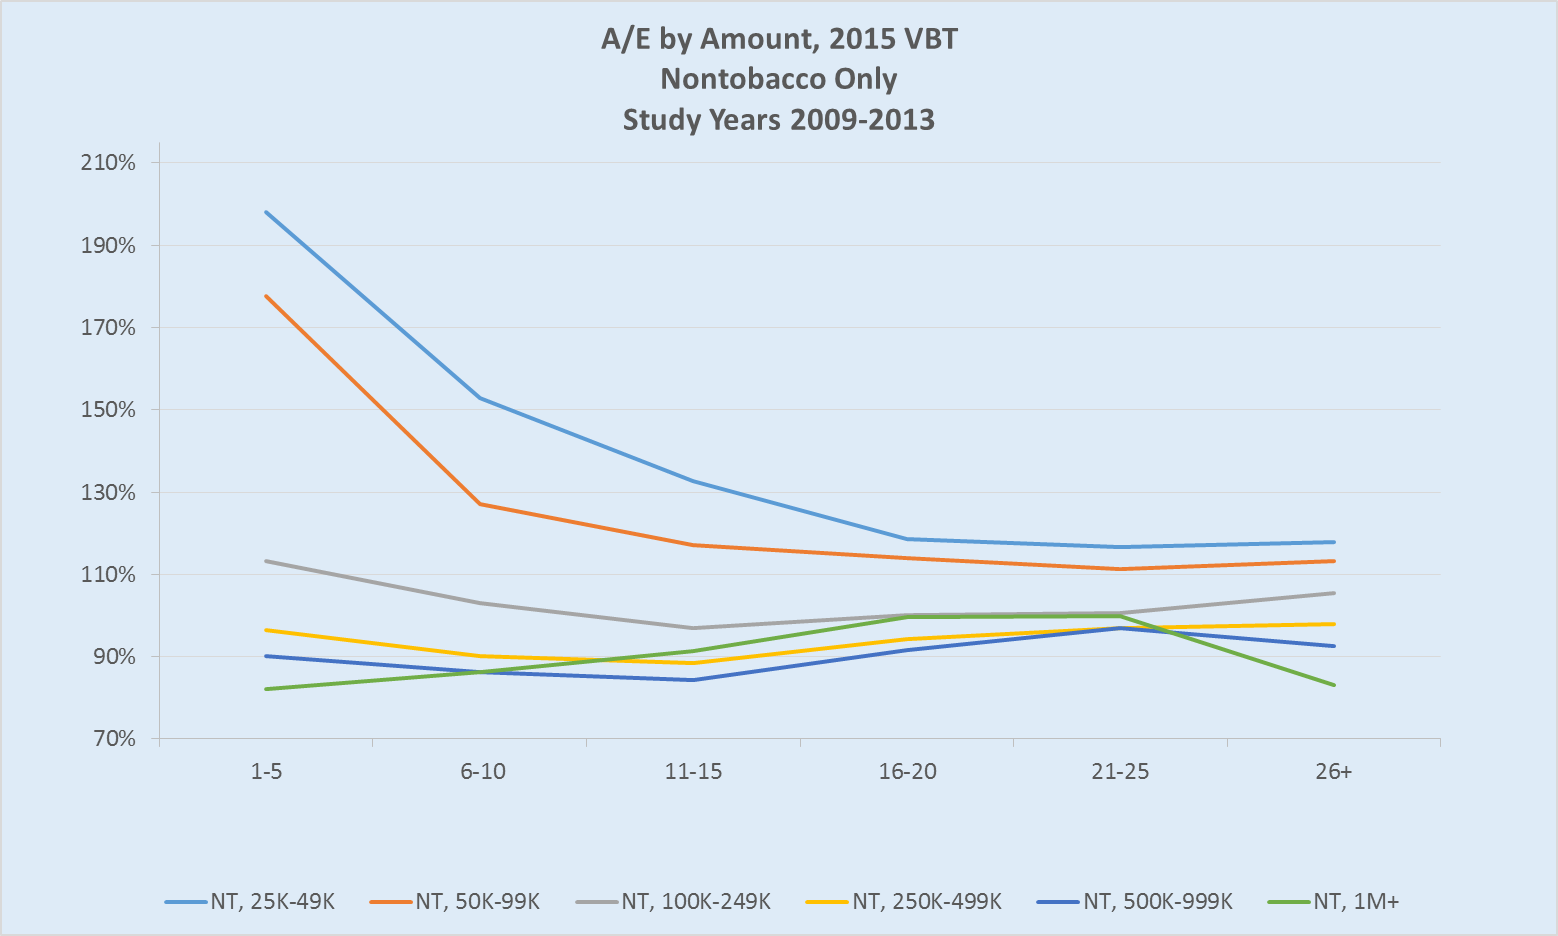 A/E by Amount, 2015 VBT
Nontobacco Only
Study Years 2009-2013
210%
190%
170%
150%
130%
110%
90%
70%
1-5 6-10 11-15 16-20 21-25 26+
NT, 25K-49K NT, 50K-99K NT, 100K-249K NT, 250K-499K NT, 500K-999K NT, 1M+